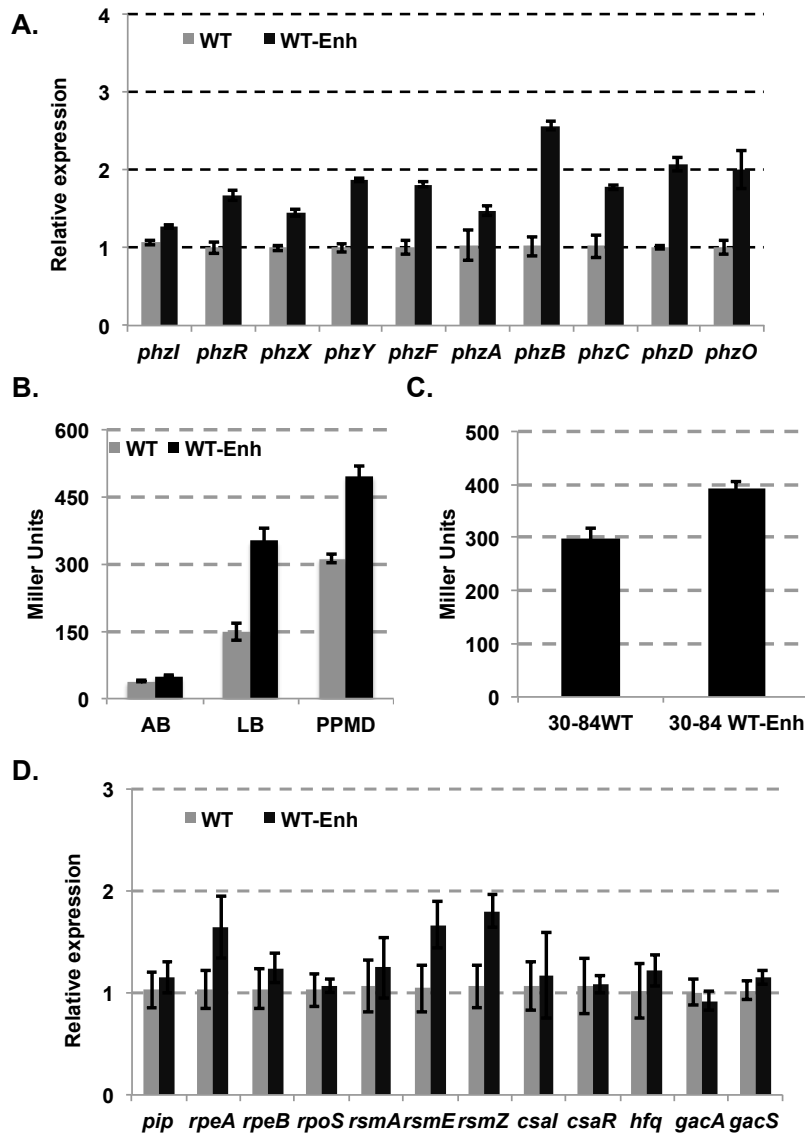 A.
4
3
2
1
0
Relative expression
WT WT-Enh
phzI phzR phzX phzY phzF phzA phzB phzC phzD phzO
B.
600
450
300
150
0
Miller Units
WT WT-Enh
AB LB PPMD
C.
500
400
300
200
100
0
Miller Units
30-84WT 30-84 WT-Enh
D.
3
2
1
0
Relative expression
WT WT-Enh
pip rpeA rpeB rpoS rsmA rsmE rsmZ csaI csaR hfq gacA gacS